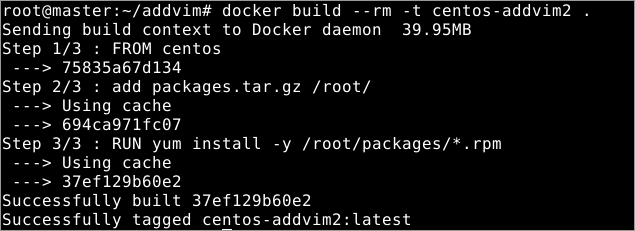 root@master:~/addvim# docker build --rm -t centos-addvim2 .
Sending build context to Docker daemon  39.95MB
Step 1/3 : FROM centos
 ---> 75835a67d134
Step 2/3 : add packages.tar.gz /root/
 ---> Using cache
 ---> 694ca971fc07
Step 3/3 : RUN yum install -y /root/packages/*.rpm
 ---> Using cache
 ---> 37ef129b60e2
Successfully built 37ef129b60e2
Successfully tagged centos-addvim2:latest